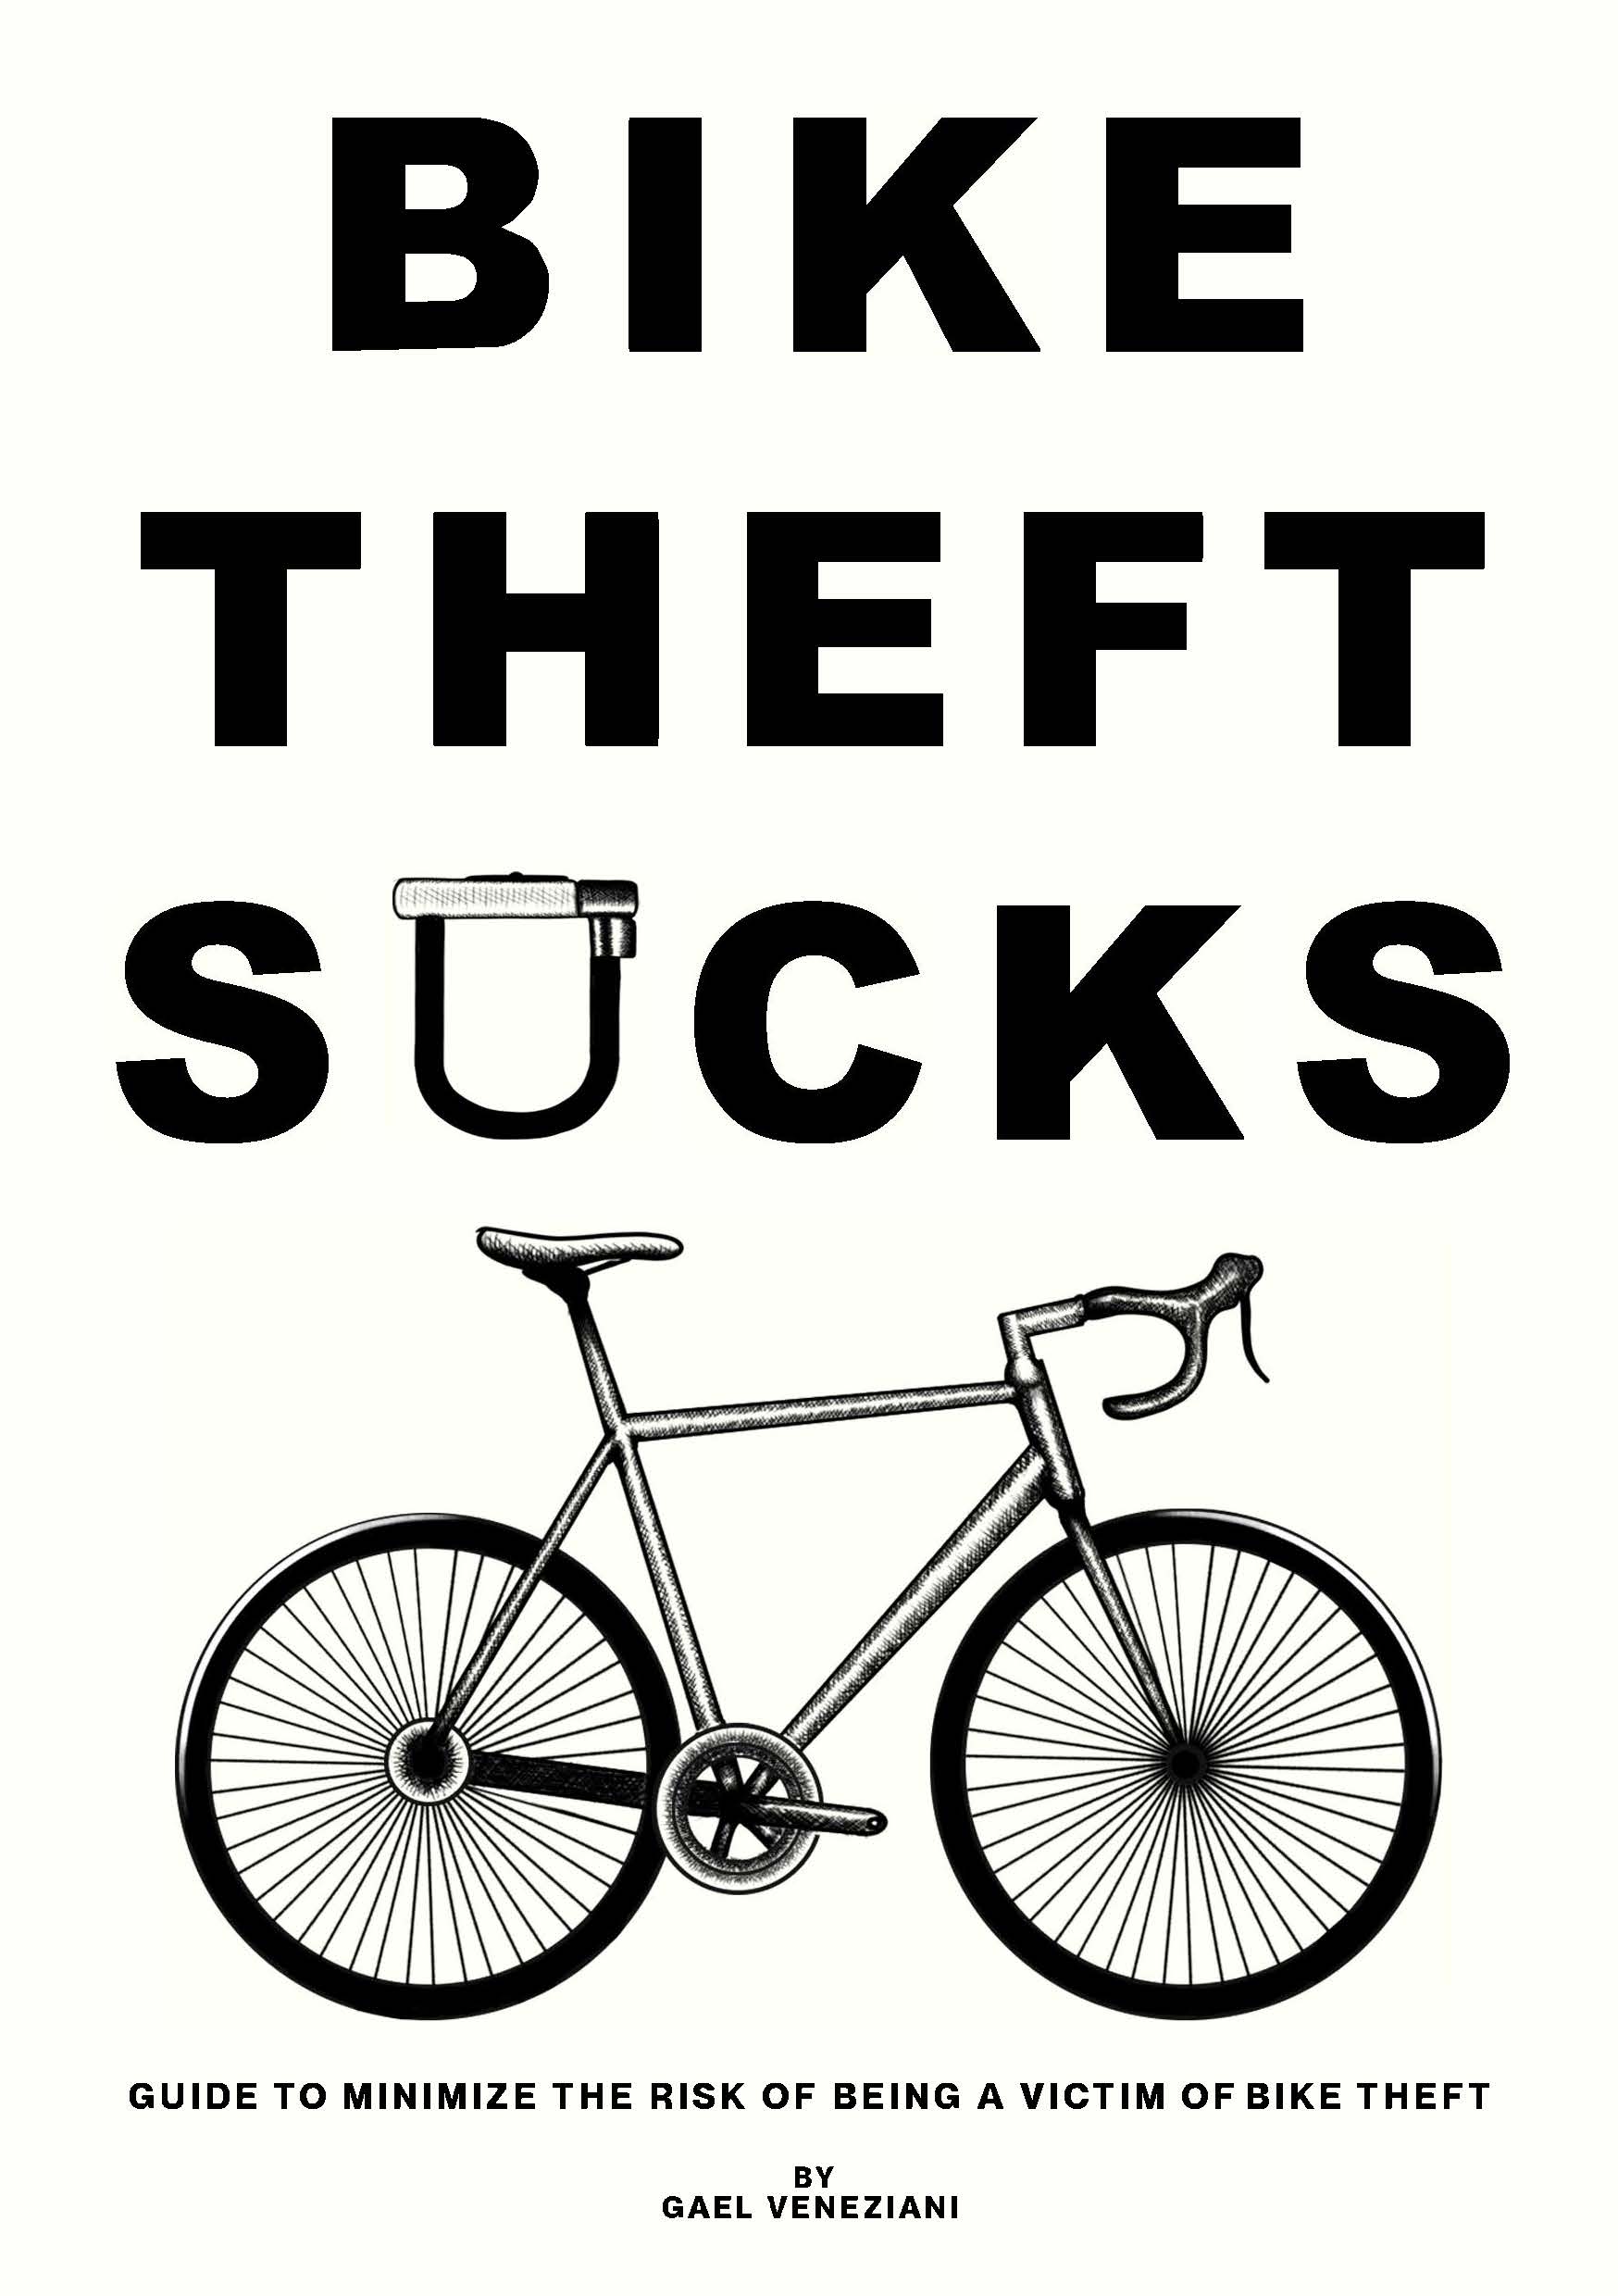 BIKE
THEFT
SUCKS
GUIDE TO MINIMIZE THE RISK OF BEING A VICTIM OF BIKE THEFT
BY
GAEL VENEZIANI